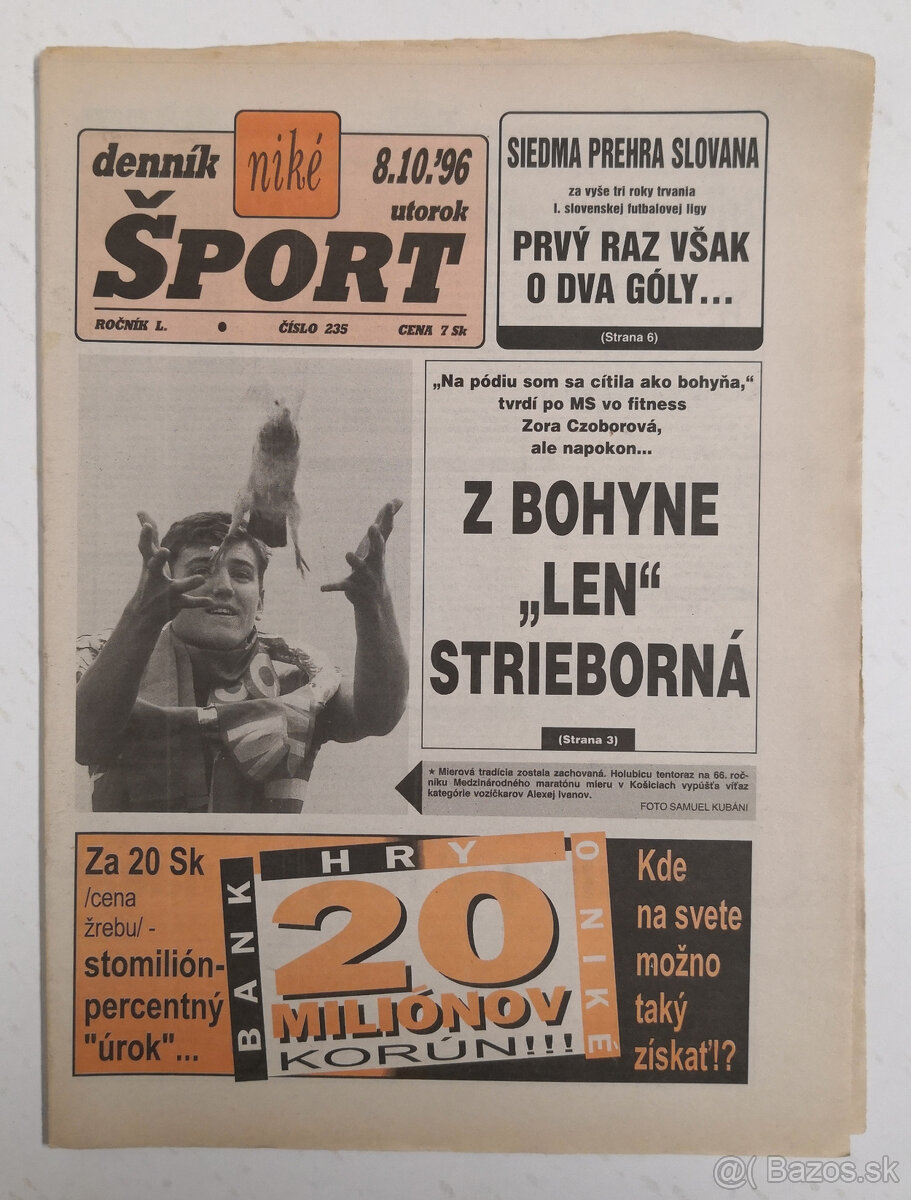 denník
niké
8.10.'96
utorok
ŠPORT
ROČNÍK L. • ČÍSLO 235 CENA 7 Sk
SIEDMA PREHRA SLOVANA
za vyše tri roky trvania
I. slovenskej futbalovej ligy
PRVÝ RAZ VŠAK
O DVA GÓLY...
(Strana 6)
„Na pódiu som sa cítila ako bohyňa,“
tvrdí po MS vo fitness
Zora Czoborová,
ale napokon...
Z BOHYNE
„LEN“
STRIEBORNÁ
(Strana 3)
★ Mierová tradícia zostala zachovaná. Holubicu tentoraz na 66. roč-
níku Medzinárodného maratónu mieru v Košiciach vypúšťa víťaz
kategórie vozíčkarov Alexej Ivanov.
FOTO SAMUEL KUBÁNI
Za 20 Sk
/cena
žrebu/ -
stomilión-
percentný
"úrok"...
BANK
HRY
O NIKÉ
20
MILIÓNOV
KORÚN!!!
Kde
na svete
možno
taký
získať!?
@( Bazos.sk